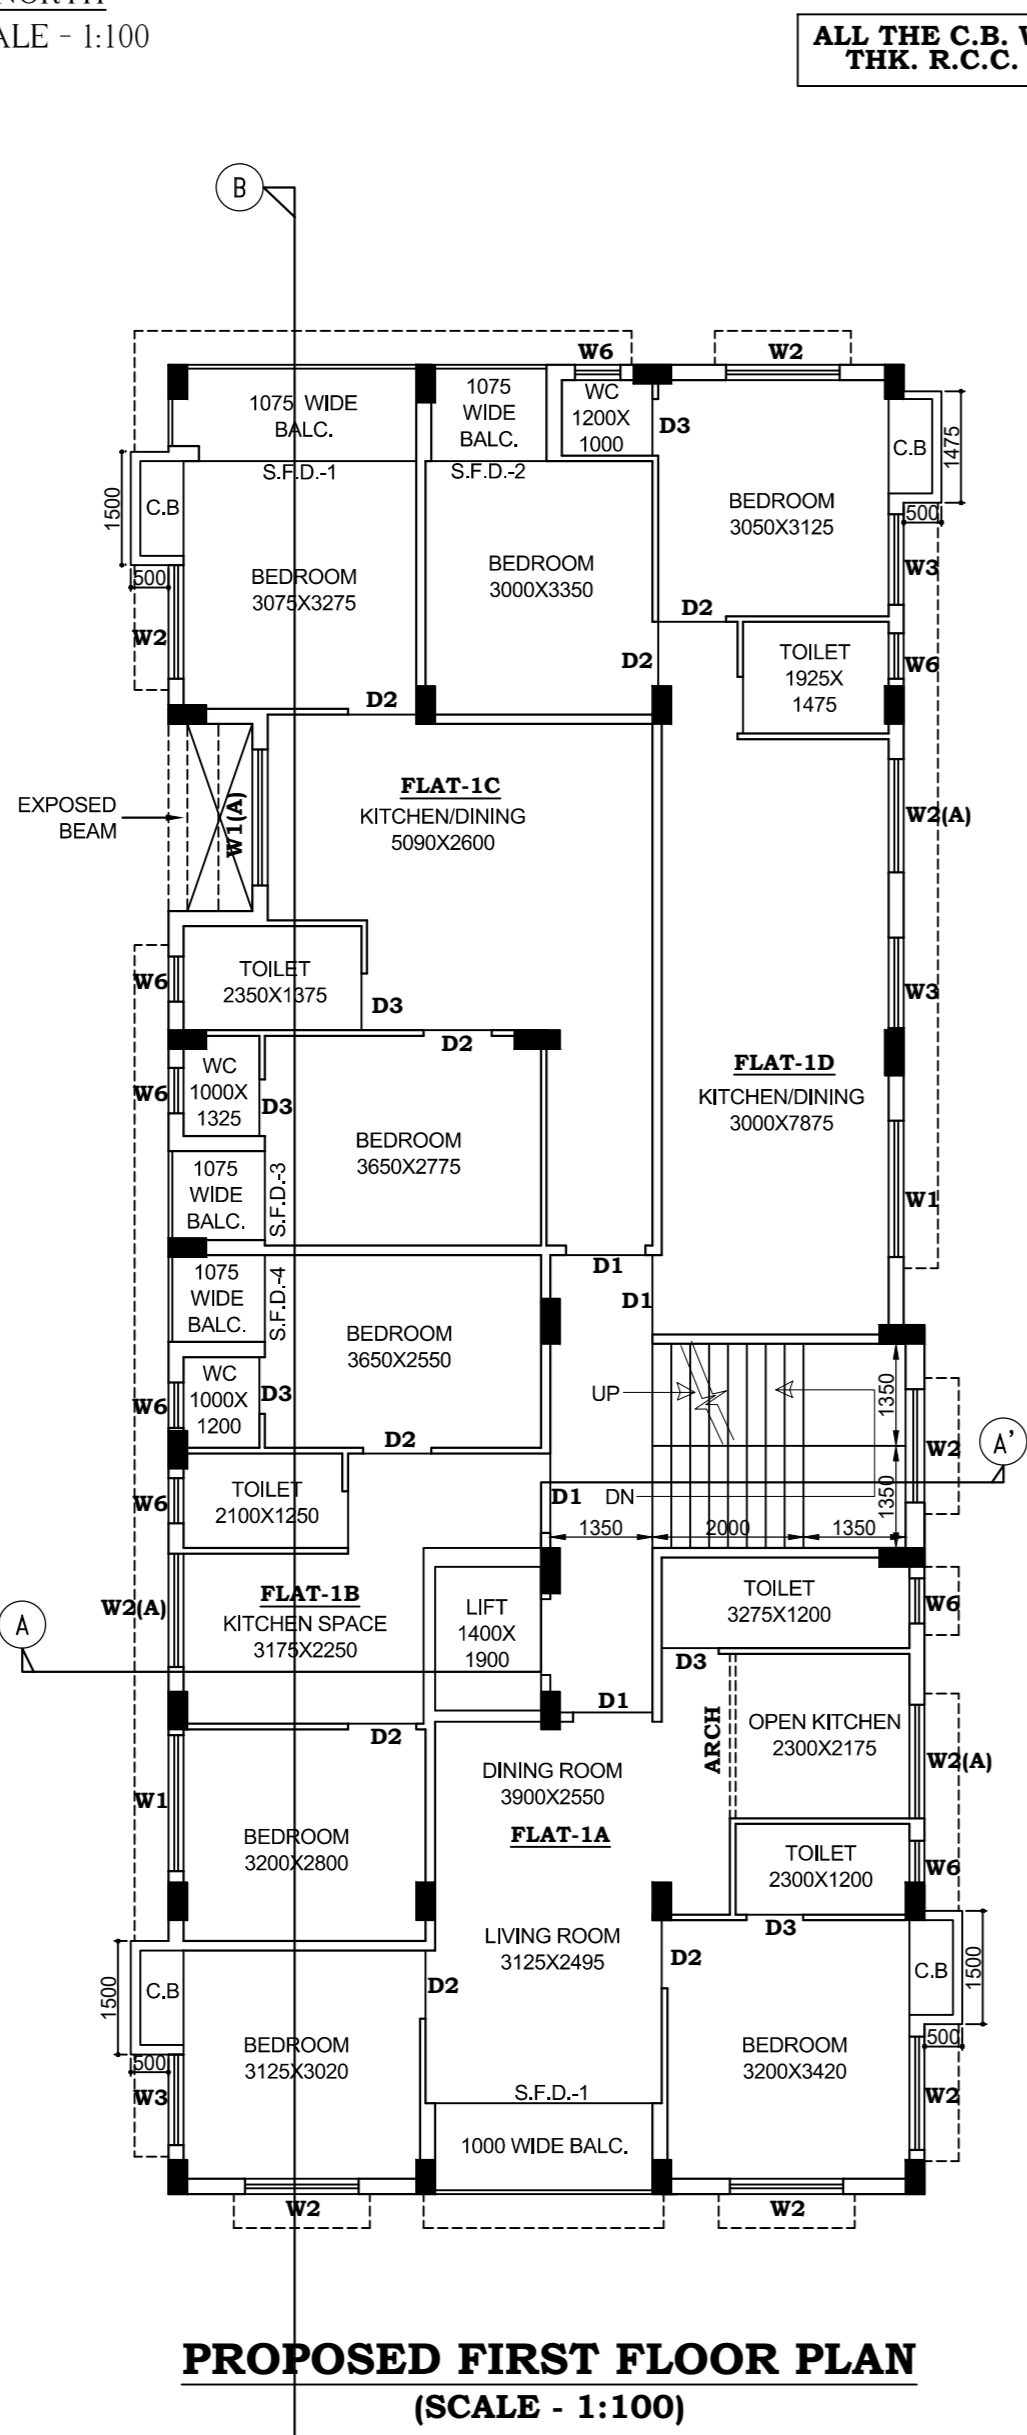 NORTH
ALE - 1:100
ALL THE C.B. W
THK. R.C.C.
B
W6
W2
1075 WIDE
BALC.
1075
WIDE
BALC.
WC
1200X
1000
D3
C.B
1475
S.F.D.-1
S.F.D.-2
1500
C.B
BEDROOM
3050X3125
500
BEDROOM
3075X3275
BEDROOM
3000X3350
500
W3
W2
D2
D2
TOILET
1925X
1475
W6
D2
EXPOSED
BEAM
W1(A)
FLAT-1C
KITCHEN/DINING
5090X2600
W2(A)
W6
TOILET
2350X1375
D3
W3
D2
WC
1000X
1325
W6
D3
FLAT-1D
KITCHEN/DINING
3000X7875
BEDROOM
3650X2775
1075
WIDE
BALC.
S.F.D.-3
W1
D1
1075
WIDE
BALC.
S.F.D.-4
D1
BEDROOM
3650X2550
WC
1000X
1200
W6
D3
UP
1350
D2
W2
A'
TOILET
2100X1250
W6
D1
DN
1350
1350
2000
1350
W2(A)
FLAT-1B
KITCHEN SPACE
3175X2250
A
LIFT
1400X
1900
TOILET
3275X1200
W6
D3
D1
ARCH
OPEN KITCHEN
2300X2175
D2
W2(A)
DINING ROOM
3900X2550
W1
FLAT-1A
BEDROOM
3200X2800
TOILET
2300X1200
W6
D3
LIVING ROOM
3125X2495
D2
D2
1500
C.B
C.B
1500
BEDROOM
3125X3020
BEDROOM
3200X3420
500
500
W3
S.F.D.-1
W2
1000 WIDE BALC.
W2
W2
PROPOSED FIRST FLOOR PLAN
(SCALE - 1:100)